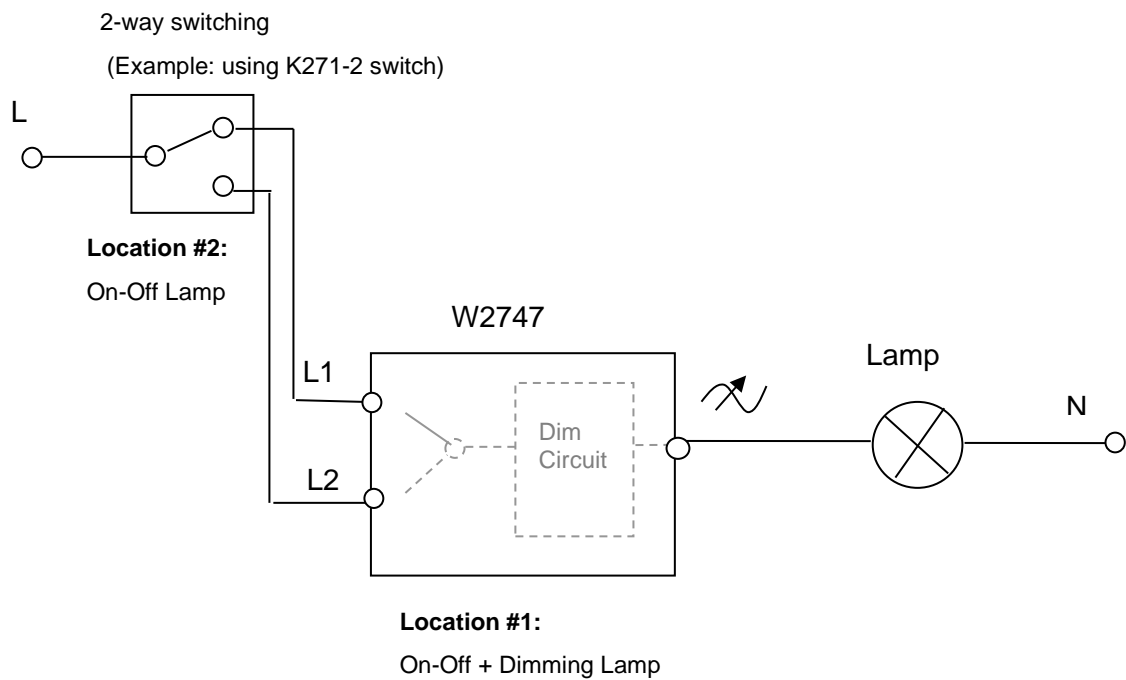 2-way switching
(Example: using K271-2 switch)
L
Location #2:
On-Off Lamp
W2747
L1
Lamp
N
Dim
Circuit
L2
Location #1:
On-Off + Dimming Lamp